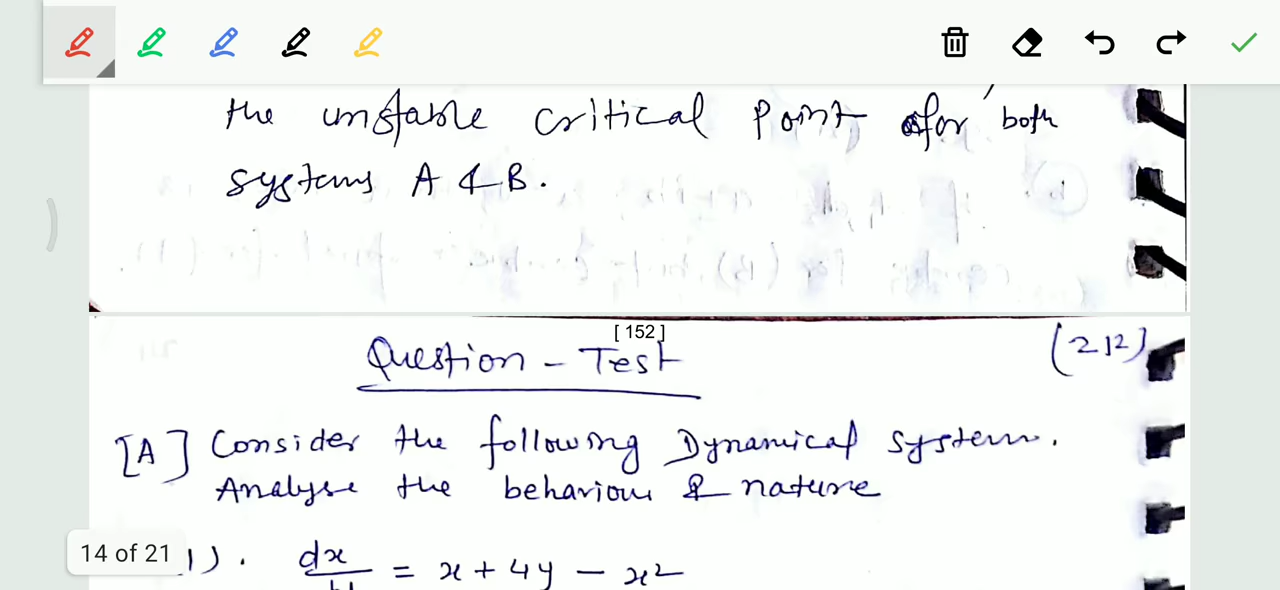 the unstable critical point for both
systems A & B.
[ 152 ]
Question - Test
(212)
[A] Consider the following Dynamical system.
Analyse the behaviour & nature
14 of 21
1). dx
= x + 4y - x²